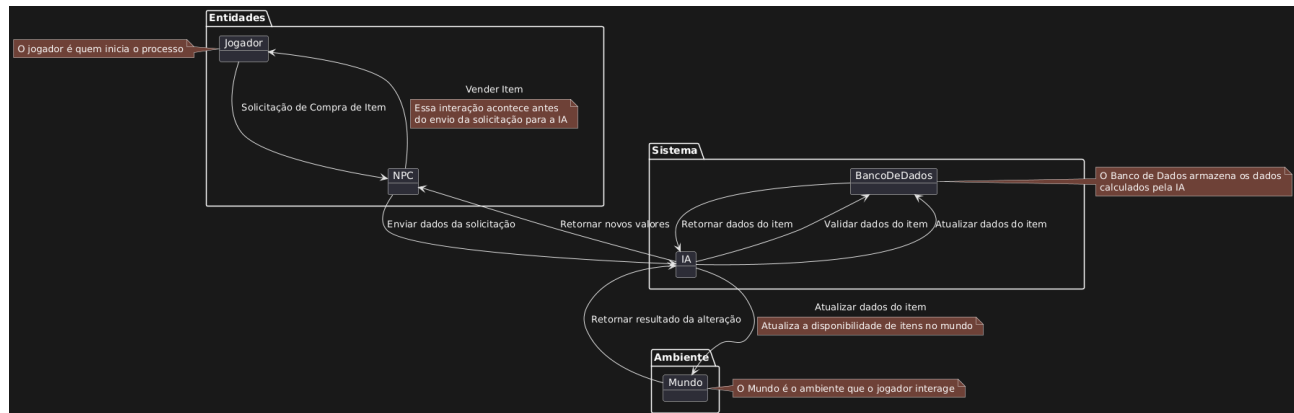 Entidades
Jogador
O jogador é quem inicia o processo
Vender Item
Solicitação de Compra de Item
Essa interação acontece antes
do envio da solicitação para a IA
NPC
Sistema
BancoDeDados
O Banco de Dados armazena os dados
calculados pela IA
Enviar dados da solicitação
Retornar novos valores
Retornar dados do item
Validar dados do item
Atualizar dados do item
IA
Atualizar dados do item
Retornar resultado da alteração
Atualiza a disponibilidade de itens no mundo
Ambiente
Mundo
O Mundo é o ambiente que o jogador interage